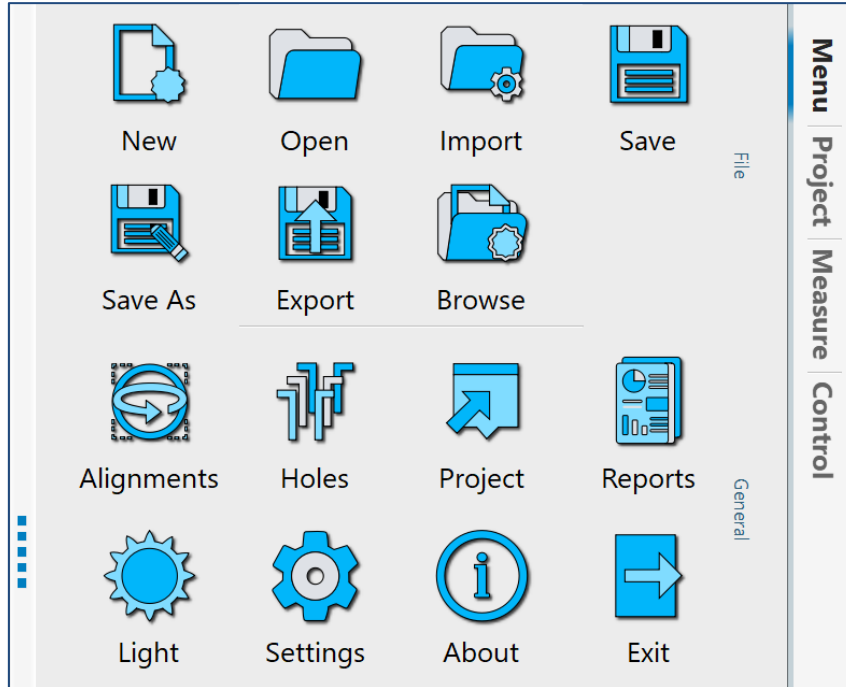 New Open Import Save
File
Save As Export Browse
Alignments Holes Project Reports
General
Light Settings About Exit
Menu
Project
Measure
Control